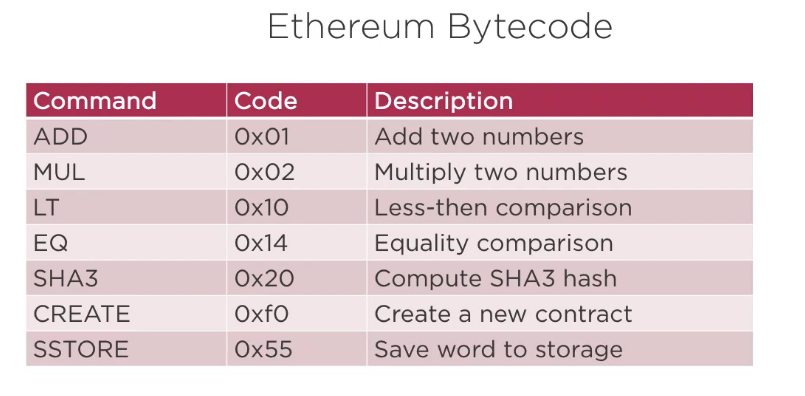 Ethereum Bytecode
Command Code Description
ADD 0x01 Add two numbers
MUL 0x02 Multiply two numbers
LT 0x10 Less-then comparison
EQ 0x14 Equality comparison
SHA3 0x20 Compute SHA3 hash
CREATE 0xf0 Create a new contract
SSTORE 0x55 Save word to storage